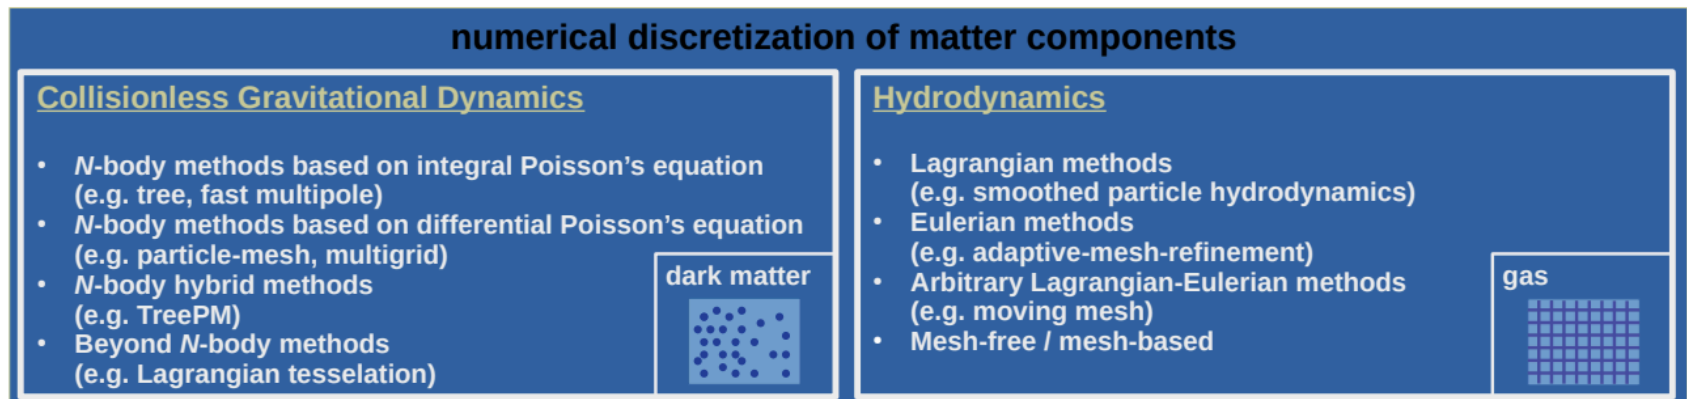 numerical discretization of matter components
Collisionless Gravitational Dynamics
• N-body methods based on integral Poisson’s equation
(e.g. tree, fast multipole)
• N-body methods based on differential Poisson’s equation
(e.g. particle-mesh, multigrid)
• N-body hybrid methods
(e.g. TreePM)
• Beyond N-body methods
(e.g. Lagrangian tesselation)
dark matter
Hydrodynamics
• Lagrangian methods
(e.g. smoothed particle hydrodynamics)
• Eulerian methods
(e.g. adaptive-mesh-refinement)
• Arbitrary Lagrangian-Eulerian methods
(e.g. moving mesh)
• Mesh-free / mesh-based
gas